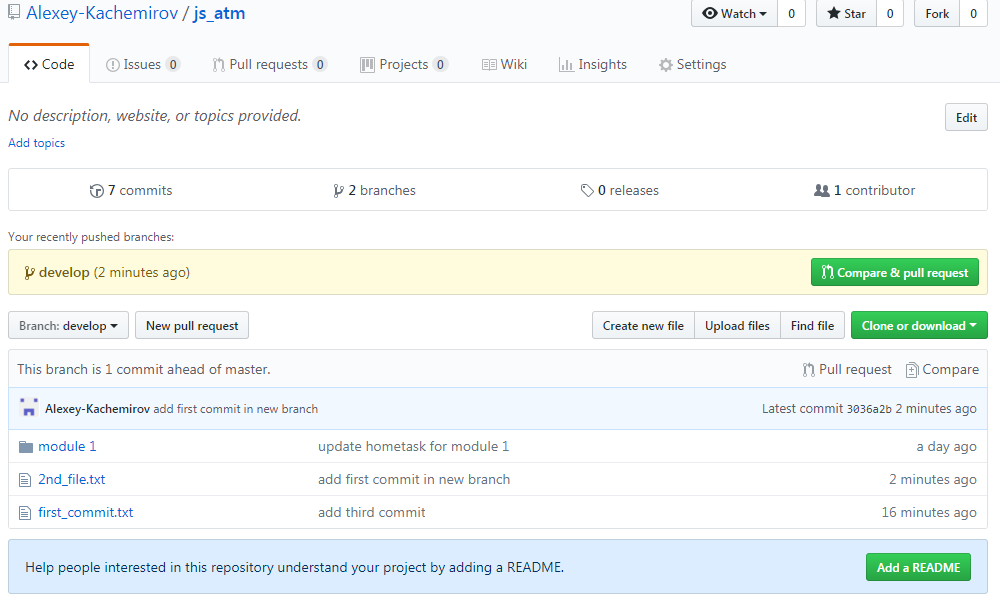 Alexey-Kachemirov / js_atm Watch 0 Star 0 Fork 0
Code Issues 0 Pull requests 0 Projects 0 Wiki Insights Settings
No description, website, or topics provided. Edit
Add topics
7 commits 2 branches 0 releases 1 contributor
Your recently pushed branches:
develop (2 minutes ago) Compare & pull request
Branch: develop New pull request Create new file Upload files Find file Clone or download
This branch is 1 commit ahead of master. Pull request Compare
Alexey-Kachemirov add first commit in new branch Latest commit 3036a2b 2 minutes ago
module 1 update hometask for module 1 a day ago
2nd_file.txt add first commit in new branch 2 minutes ago
first_commit.txt add third commit 16 minutes ago
Help people interested in this repository understand your project by adding a README. Add a README